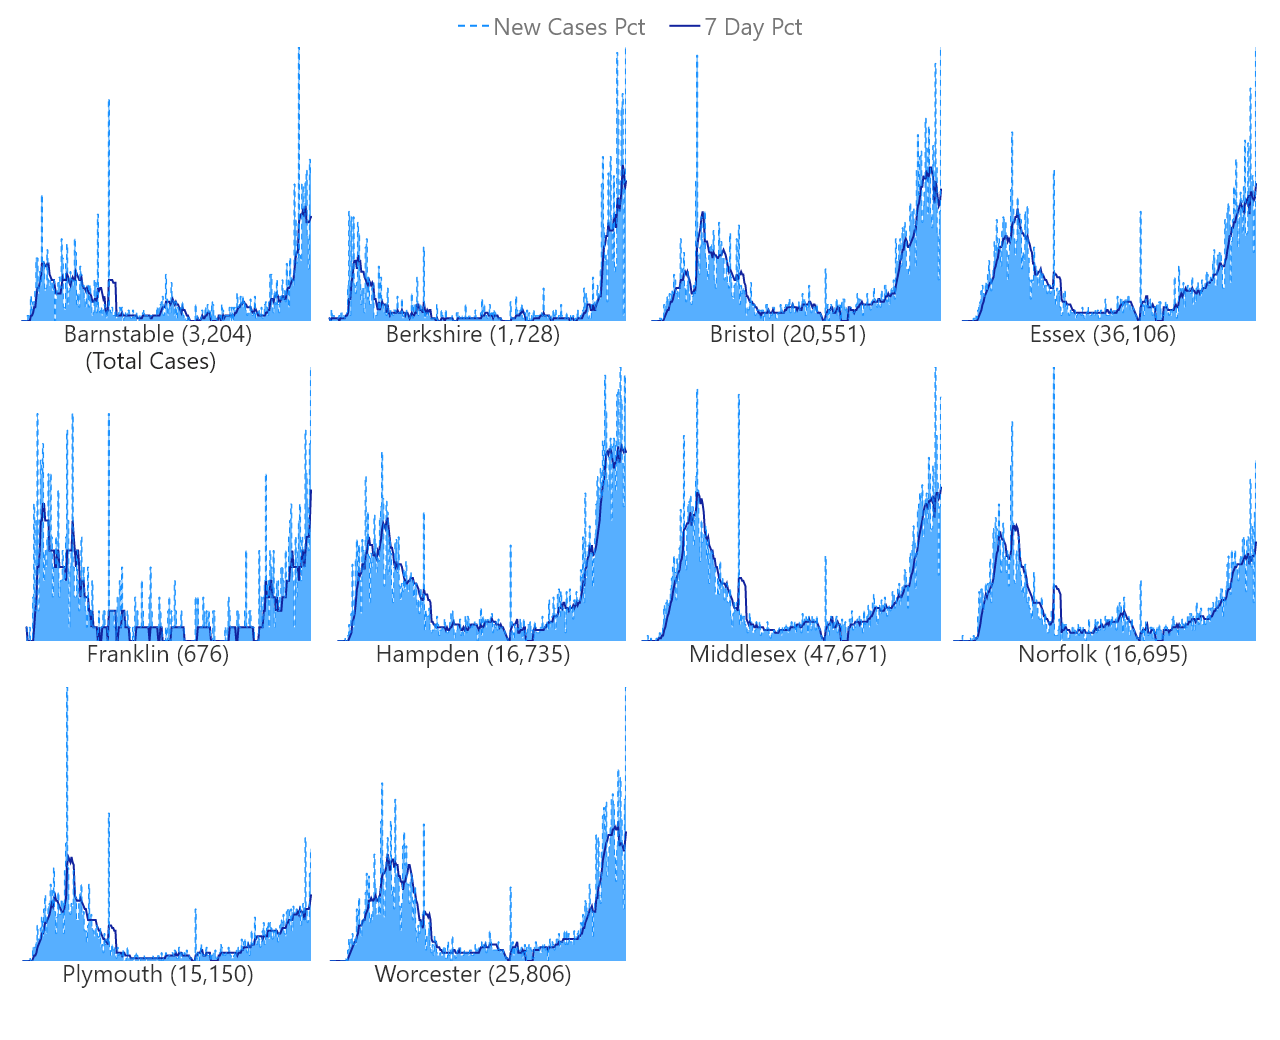 New Cases Pct 7 Day Pct
Barnstable (3,204) Berkshire (1,728) Bristol (20,551) Essex (36,106)
(Total Cases)
Franklin (676) Hampden (16,735) Middlesex (47,671) Norfolk (16,695)
Plymouth (15,150) Worcester (25,806)